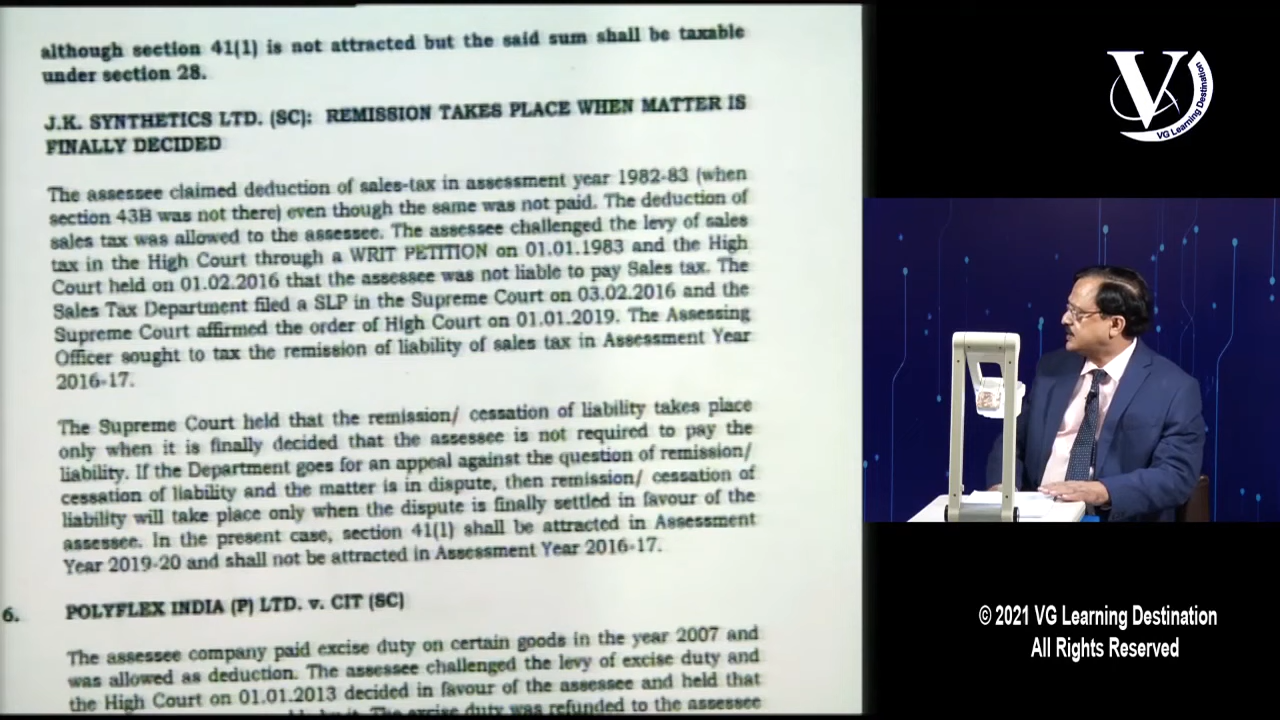 although section 41(1) is not attracted but the said sum shall be taxable
under section 28.
J.K. SYNTHETICS LTD. (SC): REMISSION TAKES PLACE WHEN MATTER IS
FINALLY DECIDED
The assessee claimed deduction of sales-tax in assessment year 1982-83 (when
section 43B was not there) even though the same was not paid. The deduction of
sales tax was allowed to the assessee. The assessee challenged the levy of sales
tax in the High Court through a WRIT PETITION on 01.01.1983 and the High
Court held on 01.02.2016 that the assessee was not liable to pay Sales tax. The
Sales Tax Department filed a SLP in the Supreme Court on 03.02.2016 and the
Supreme Court affirmed the order of High Court on 01.01.2019. The Assessing
Officer sought to tax the remission of liability of sales tax in Assessment Year
2016-17.
The Supreme Court held that the remission/ cessation of liability takes place
only when it is finally decided that the assessee is not required to pay the
liability. If the Department goes for an appeal against the question of remission/
cessation of liability and the matter is in dispute, then remission/ cessation of
liability will take place only when the dispute is finally settled in favour of the
assessee. In the present case, section 41(1) shall be attracted in Assessment
Year 2019-20 and shall not be attracted in Assessment Year 2016-17.
6. POLYFLEX INDIA (P) LTD. v. CIT (SC)
The assessee company paid excise duty on certain goods in the year 2007 and
was allowed as deduction. The assessee challenged the levy of excise duty and
the High Court on 01.01.2013 decided in favour of the assessee and held that
The excise duty was refunded to the assessee
V
VG Learning Destination
© 2021 VG Learning Destination
All Rights Reserved